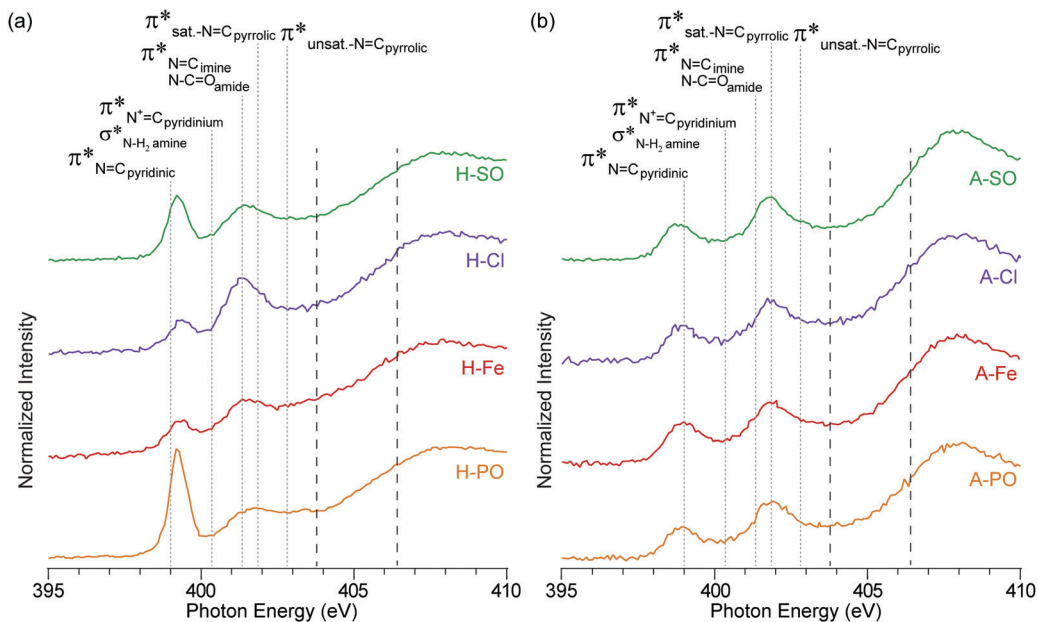 (a)
π* sat.-N=Cpyrrolic π* unsat.-N=Cpyrrolic
π* N=Cimine
N-C=Oamide
π* N⁺=Cpyridinium
σ* N-H₂ amine
π* N=Cpyridinic
H-SO
H-Cl
H-Fe
H-PO
Normalized Intensity
395 400 405 410
Photon Energy (eV)
(b)
π* sat.-N=Cpyrrolic π* unsat.-N=Cpyrrolic
π* N=Cimine
N-C=Oamide
π* N⁺=Cpyridinium
σ* N-H₂ amine
π* N=Cpyridinic
A-SO
A-Cl
A-Fe
A-PO
Normalized Intensity
395 400 405 410
Photon Energy (eV)